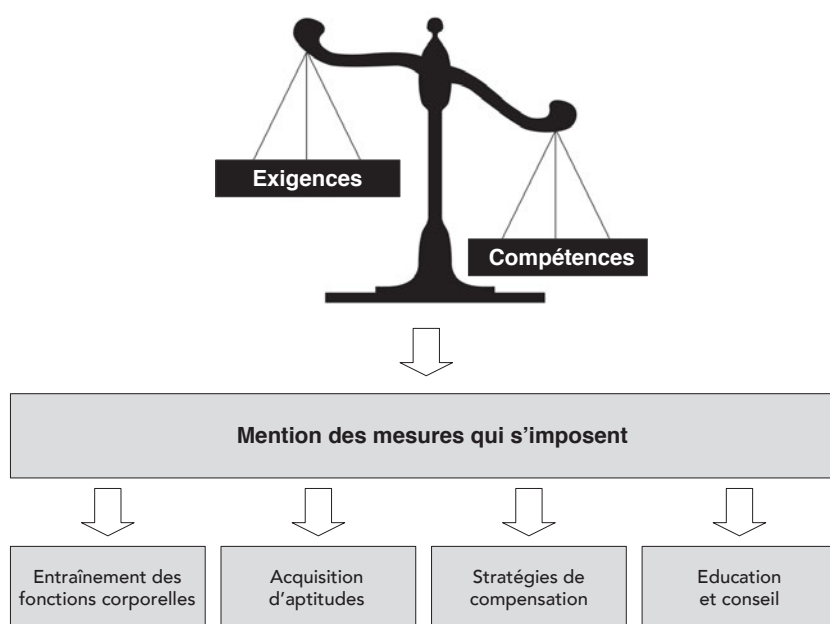 Exigences
Compétences
Mention des mesures qui s’imposent
Entraînement des
fonctions corporelles
Acquisition
d’aptitudes
Stratégies de
compensation
Education
et conseil